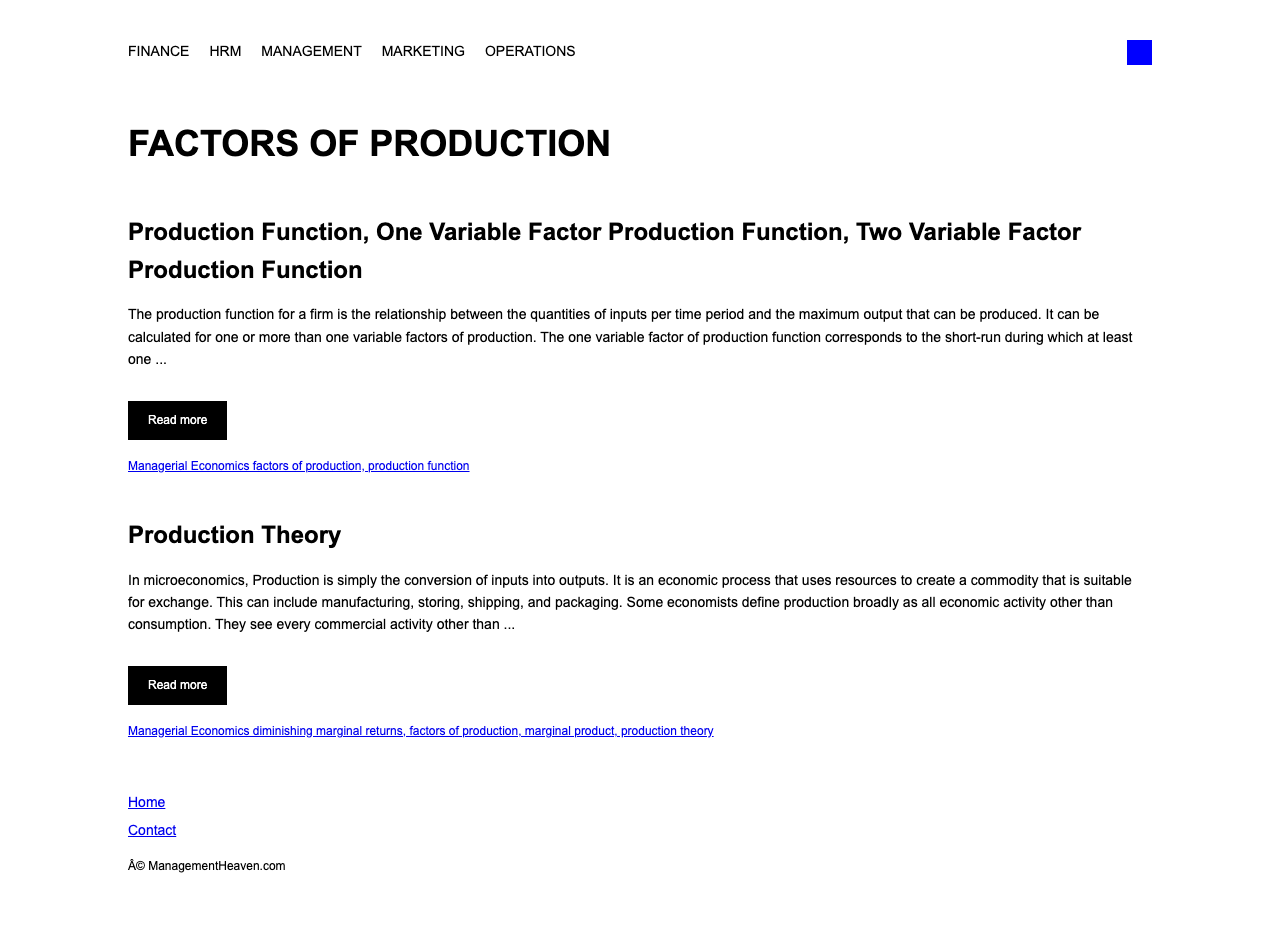 FINANCE HRM MANAGEMENT MARKETING OPERATIONS
FACTORS OF PRODUCTION
Production Function, One Variable Factor Production Function, Two Variable Factor
Production Function
The production function for a firm is the relationship between the quantities of inputs per time period and the maximum output that can be produced. It can be
calculated for one or more than one variable factors of production. The one variable factor of production function corresponds to the short-run during which at least
one ...
Read more
Managerial Economics factors of production, production function
Production Theory
In microeconomics, Production is simply the conversion of inputs into outputs. It is an economic process that uses resources to create a commodity that is suitable
for exchange. This can include manufacturing, storing, shipping, and packaging. Some economists define production broadly as all economic activity other than
consumption. They see every commercial activity other than ...
Read more
Managerial Economics diminishing marginal returns, factors of production, marginal product, production theory
Home
Contact
Â© ManagementHeaven.com